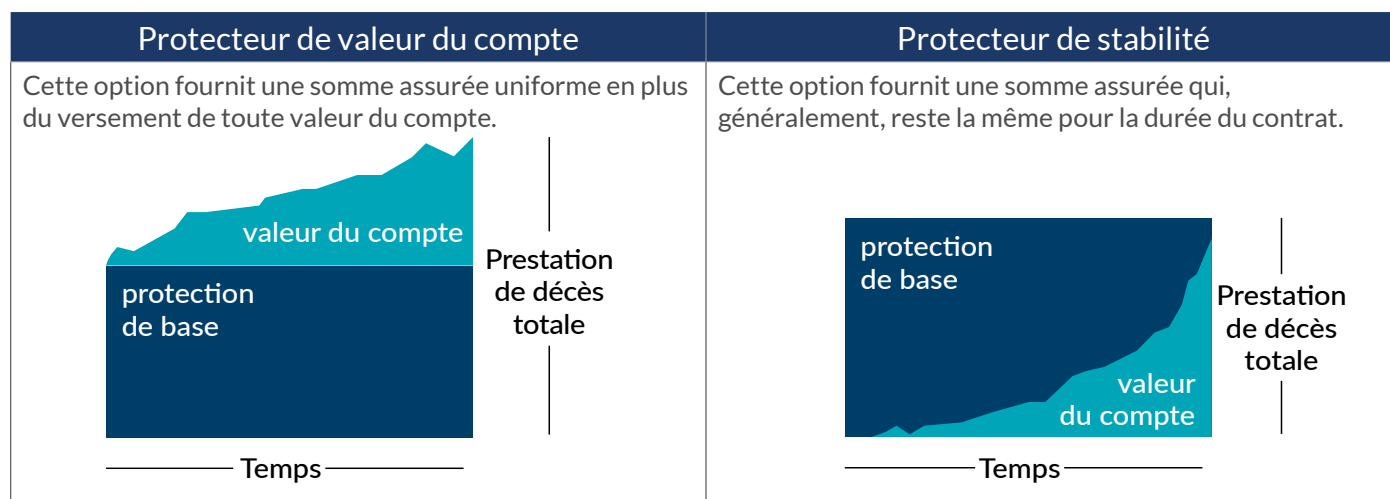 Protecteur de valeur du compte
Cette option fournit une somme assurée uniforme en plus
du versement de toute valeur du compte.
valeur du compte
protection
de base
Prestation
de décès
totale
Temps
Protecteur de stabilité
Cette option fournit une somme assurée qui,
généralement, reste la même pour la durée du contrat.
protection
de base
valeur
du compte
Prestation
de décès
totale
Temps